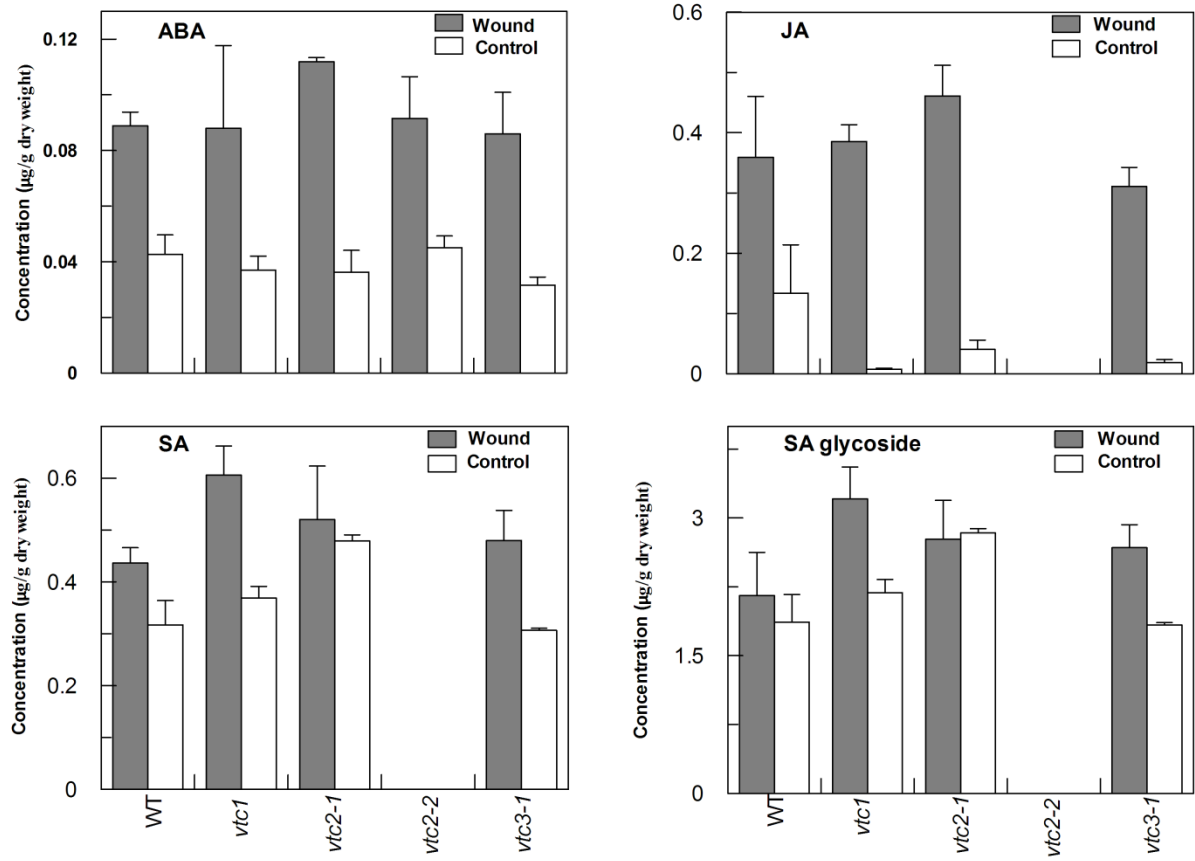 ABA
Wound
Control
0.12
0.08
0.04
0
Concentration (µg/g dry weight)
JA
Wound
Control
0.6
0.4
0.2
0
SA
Wound
Control
0.6
0.4
0.2
0
Concentration (µg/g dry weight)
WT
vtc1
vtc2-1
vtc2-2
vtc3-1
SA glycoside
Wound
Control
3
1.5
0
Concentration (µg/g dry weight)
WT
vtc1
vtc2-1
vtc2-2
vtc3-1